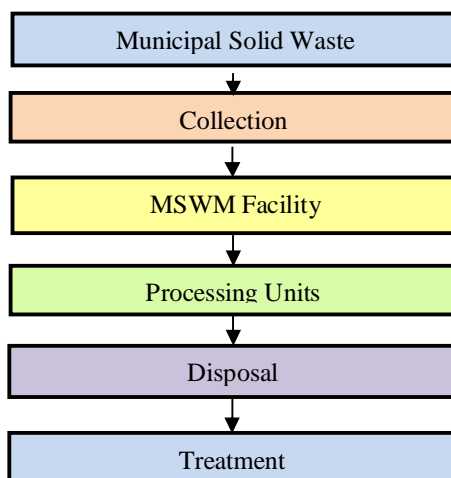 Municipal Solid Waste
Collection
MSWM Facility
Processing Units
Disposal
Treatment